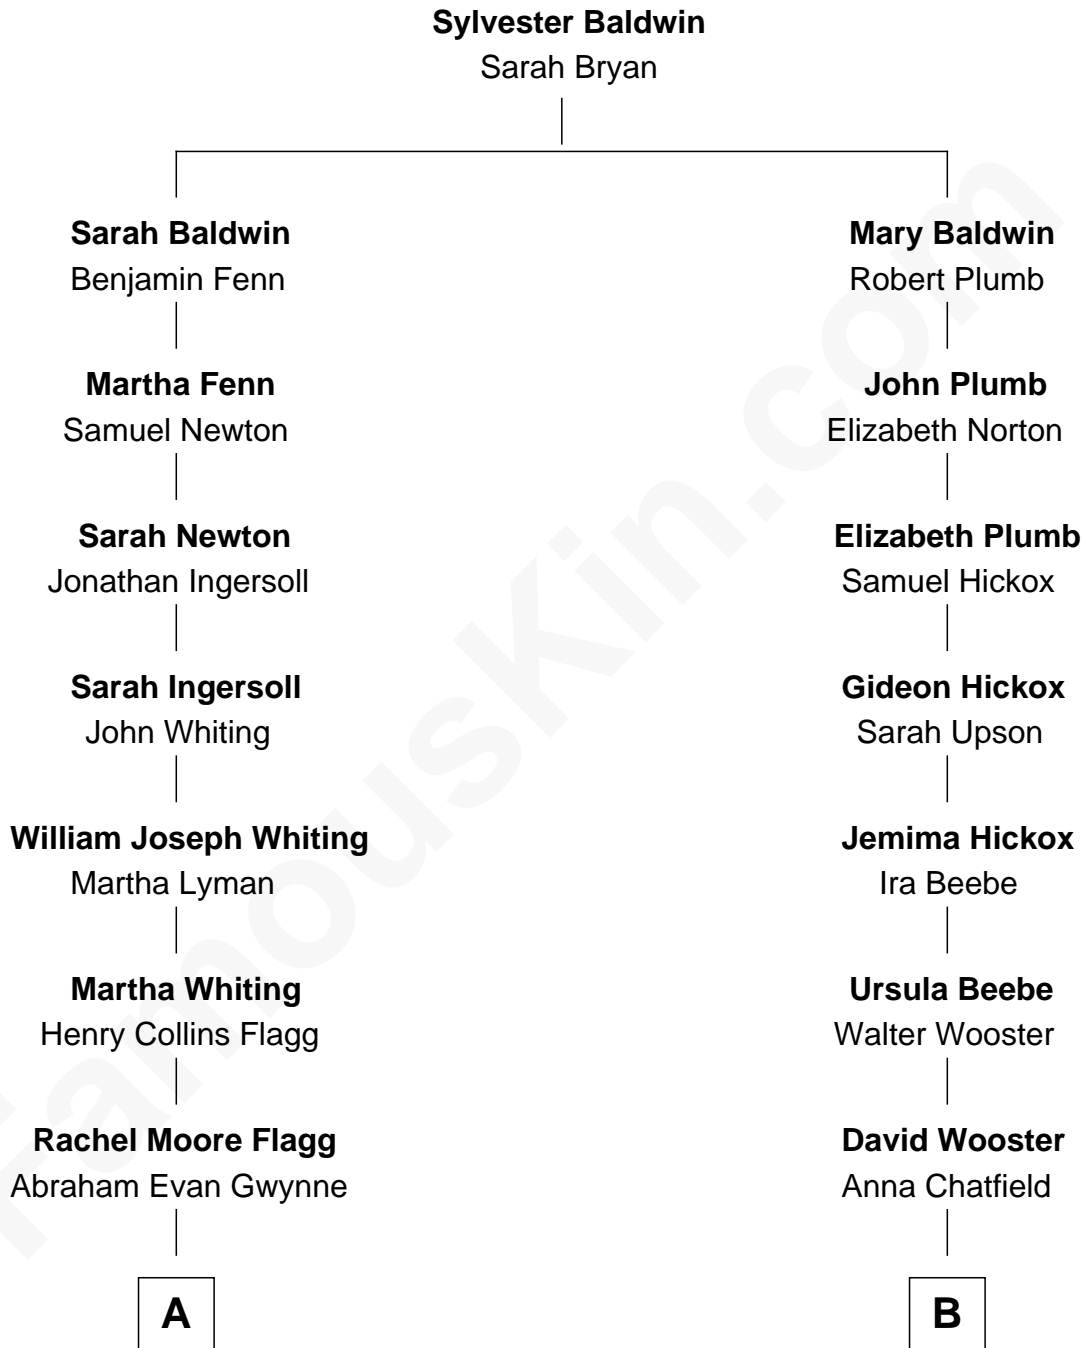 Sylvester Baldwin
Sarah Bryan
Sarah Baldwin
Benjamin Fenn
Mary Baldwin
Robert Plumb
Martha Fenn
Samuel Newton
John Plumb
Elizabeth Norton
Sarah Newton
Jonathan Ingersoll
Elizabeth Plumb
Samuel Hickox
Sarah Ingersoll
John Whiting
Gideon Hickox
Sarah Upson
William Joseph Whiting
Martha Lyman
Jemima Hickox
Ira Beebe
Martha Whiting
Henry Collins Flagg
Ursula Beebe
Walter Wooster
Rachel Moore Flagg
Abraham Evan Gwynne
David Wooster
Anna Chatfield
A
B
FamousKin.com